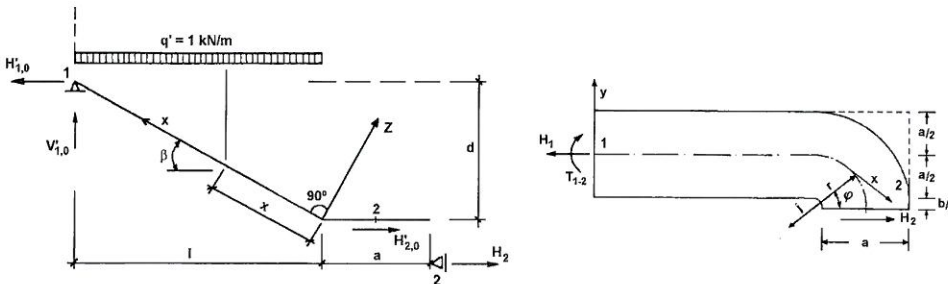 q' = 1 kN/m
H'1,0
1
x
Z
d
V'1,0
β
90°
x
2
H'2,0
l
a
2
H2
y
H1
1
T1-2
a/2
a/2
x
2
r
φ
i
b/
H2
a